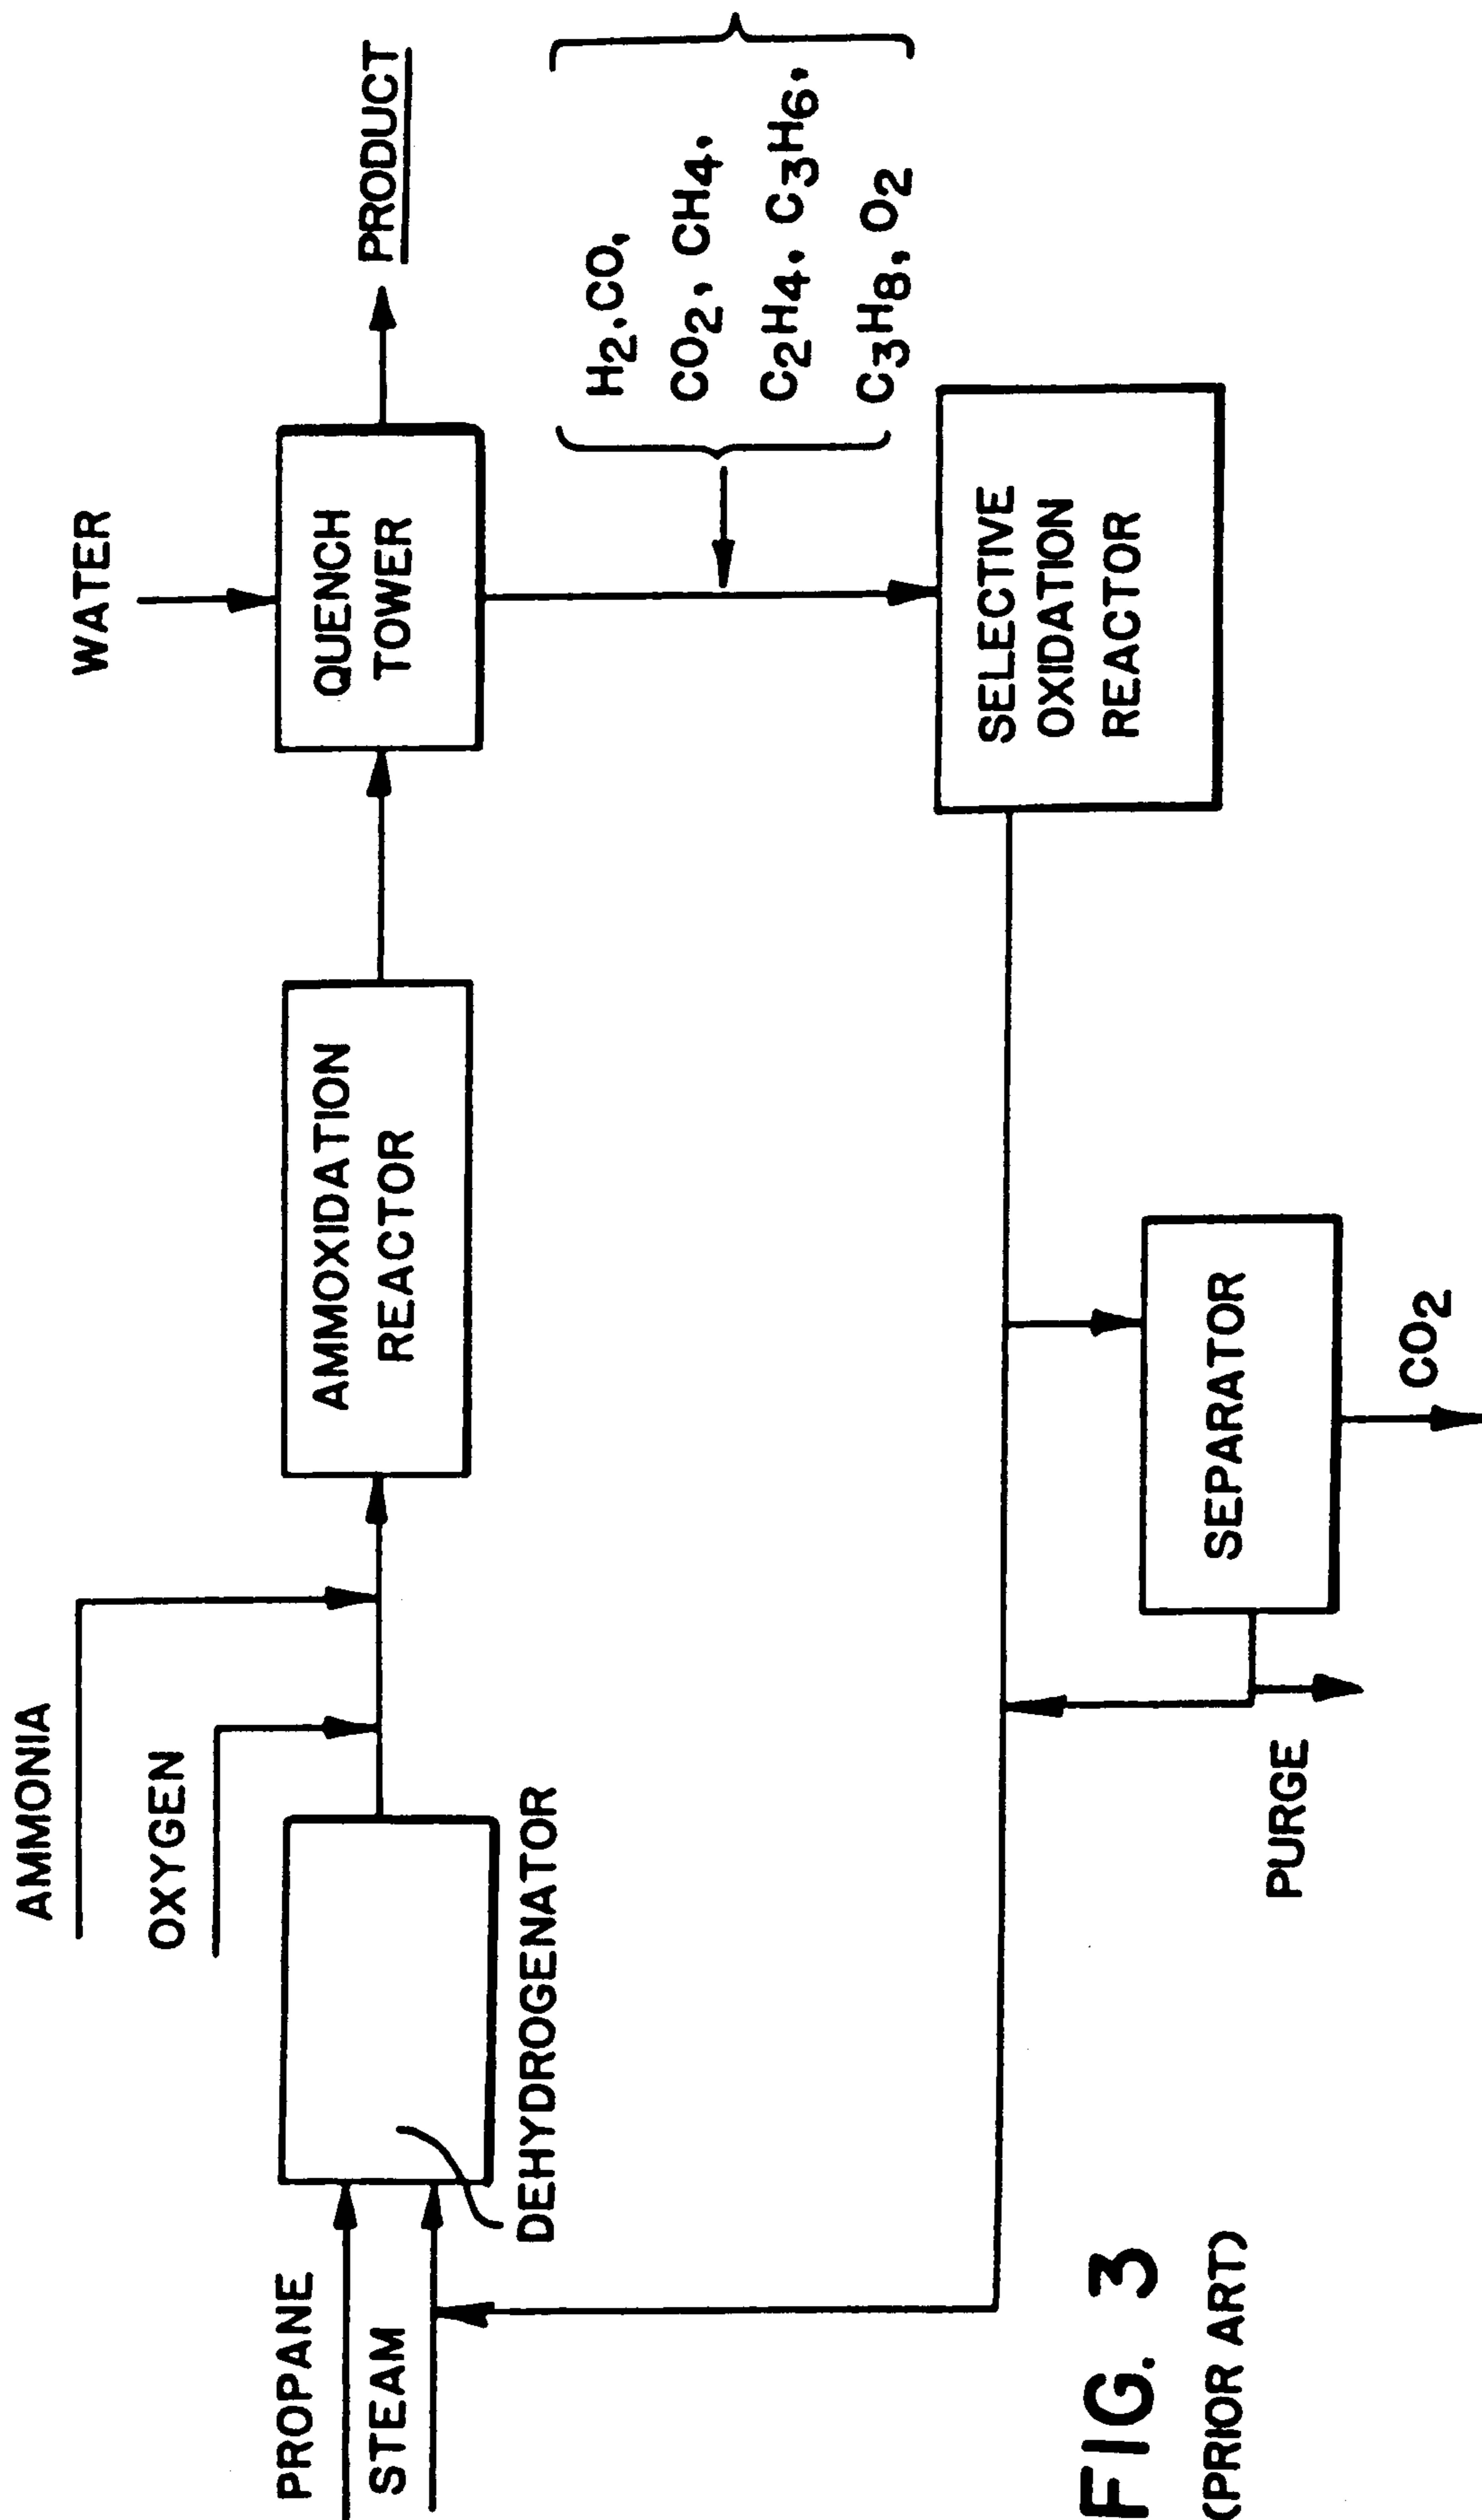 AMMONIA
OXYGEN
WATER
PROPANE
STEAM
DEHYDROGENATOR
AMMOXIDATION
REACTOR
QUENCH
TOWER
PRODUCT
H2, CO,
CO2, CH4,
C2H4, C3H6,
C3H8, O2
SELECTIVE
OXIDATION
REACTOR
SEPARATOR
PURGE
CO2
FIG. 3
(PRIOR ART)